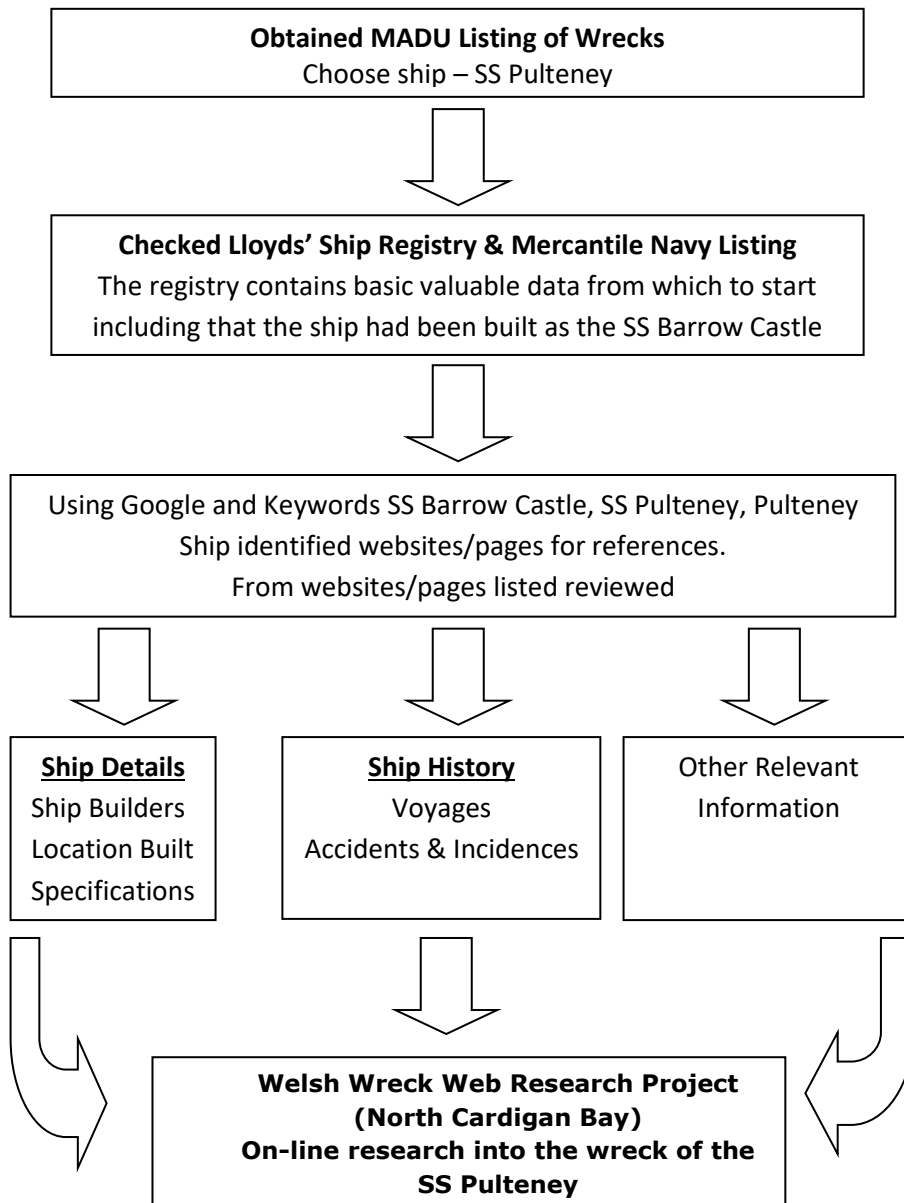 Obtained MADU Listing of Wrecks
Choose ship – SS Pulteney
Checked Lloyds’ Ship Registry & Mercantile Navy Listing
The registry contains basic valuable data from which to start
including that the ship had been built as the SS Barrow Castle
Using Google and Keywords SS Barrow Castle, SS Pulteney, Pulteney
Ship identified websites/pages for references.
From websites/pages listed reviewed
Ship Details
Ship Builders
Location Built
Specifications
Ship History
Voyages
Accidents & Incidences
Other Relevant
Information
Welsh Wreck Web Research Project
(North Cardigan Bay)
On-line research into the wreck of the
SS Pulteney